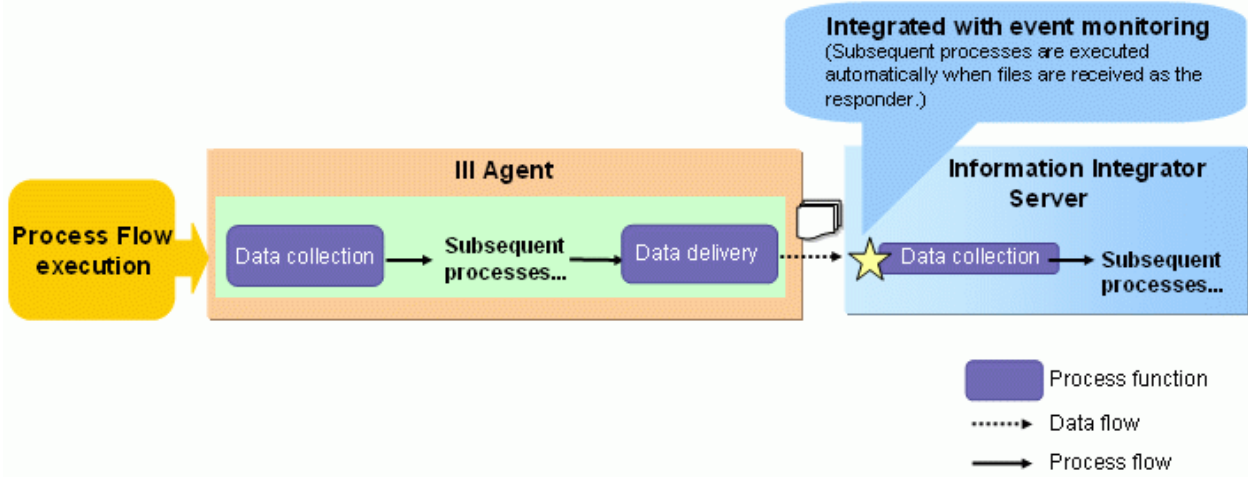 Integrated with event monitoring
(Subsequent processes are executed
automatically when files are received as the
responder.)
III Agent
Information Integrator
Server
Process Flow
execution
Data collection
Subsequent
processes...
Data delivery
Data collection
Subsequent
processes...
Process function
Data flow
Process flow